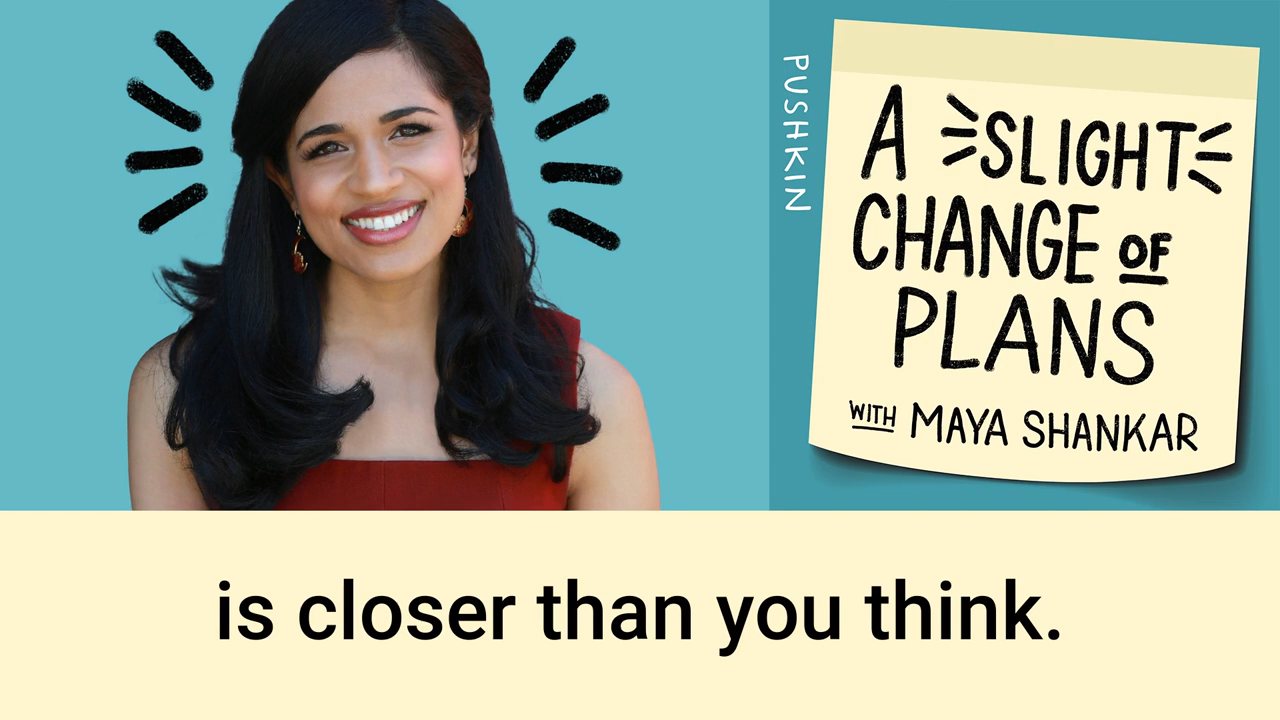 PUSHKIN
A SLIGHT
CHANGE OF
PLANS
WITH MAYA SHANKAR
is closer than you think.